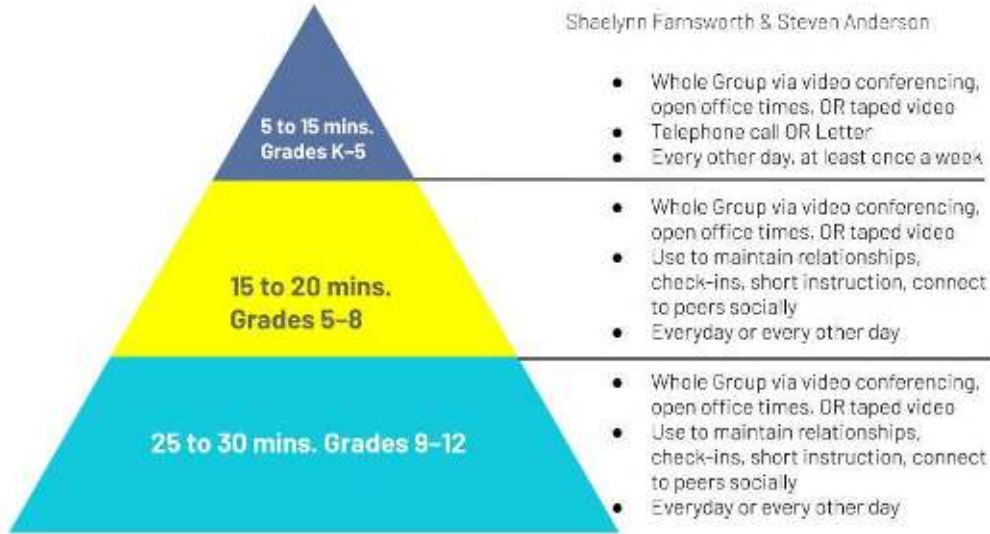 Shaelynn Farnsworth & Steven Anderson
5 to 15 mins.
Grades K–5
● Whole Group via video conferencing,
open office times, OR taped video
● Telephone call OR Letter
● Every other day, at least once a week
15 to 20 mins.
Grades 5–8
● Whole Group via video conferencing,
open office times, OR taped video
● Use to maintain relationships,
check-ins, short instruction, connect
to peers socially
● Everyday or every other day
25 to 30 mins. Grades 9–12
● Whole Group via video conferencing,
open office times, OR taped video
● Use to maintain relationships,
check-ins, short instruction, connect
to peers socially
● Everyday or every other day